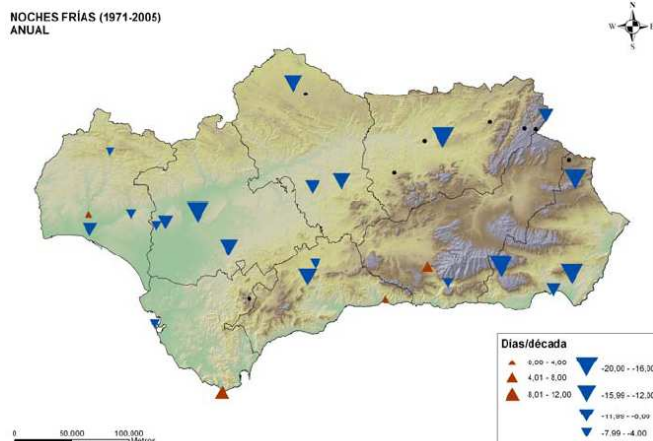 NOCHES FRÍAS (1971-2005)
ANUAL
N
W
E
S
Días/década
4,01 - 8,00
8,01 - 12,00
-20,00 - -16,00
-15,99 - -12,00
-7,99 - -4,00
0 50.000 100.000
Metros